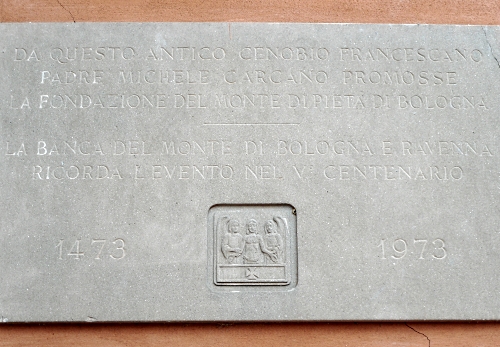 DA QUESTO ANTICO CENOBIO FRANCESCANO
PADRE MICHELE CARCANO PROMOSSE
LA FONDAZIONE DEL MONTE DI PIETÀ DI BOLOGNA
LA BANCA DEL MONTE DI BOLOGNA E RAVENNA
RICORDA L'EVENTO NEL V° CENTENARIO
1473 1973